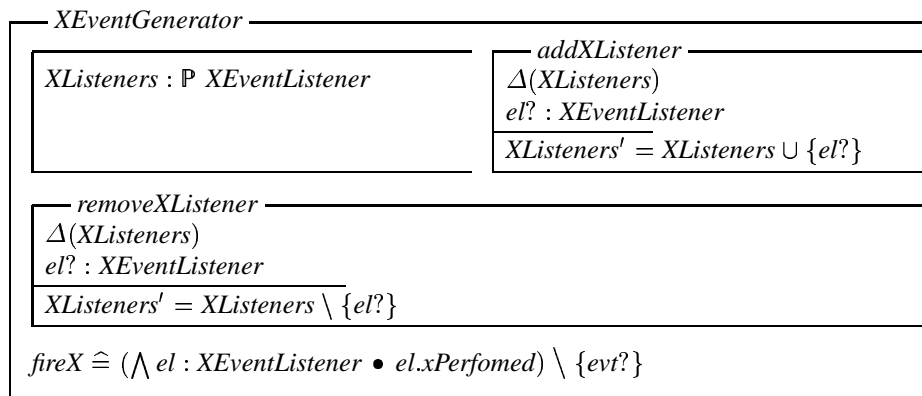 XEventGenerator
XListeners : ℙ XEventListener
addXListener
Δ(XListeners)
el? : XEventListener
XListeners′ = XListeners ∪ {el?}
removeXListener
Δ(XListeners)
el? : XEventListener
XListeners′ = XListeners \ {el?}
fireX ≙ (⋀ el : XEventListener • el.xPerfomed) \ {evt?}